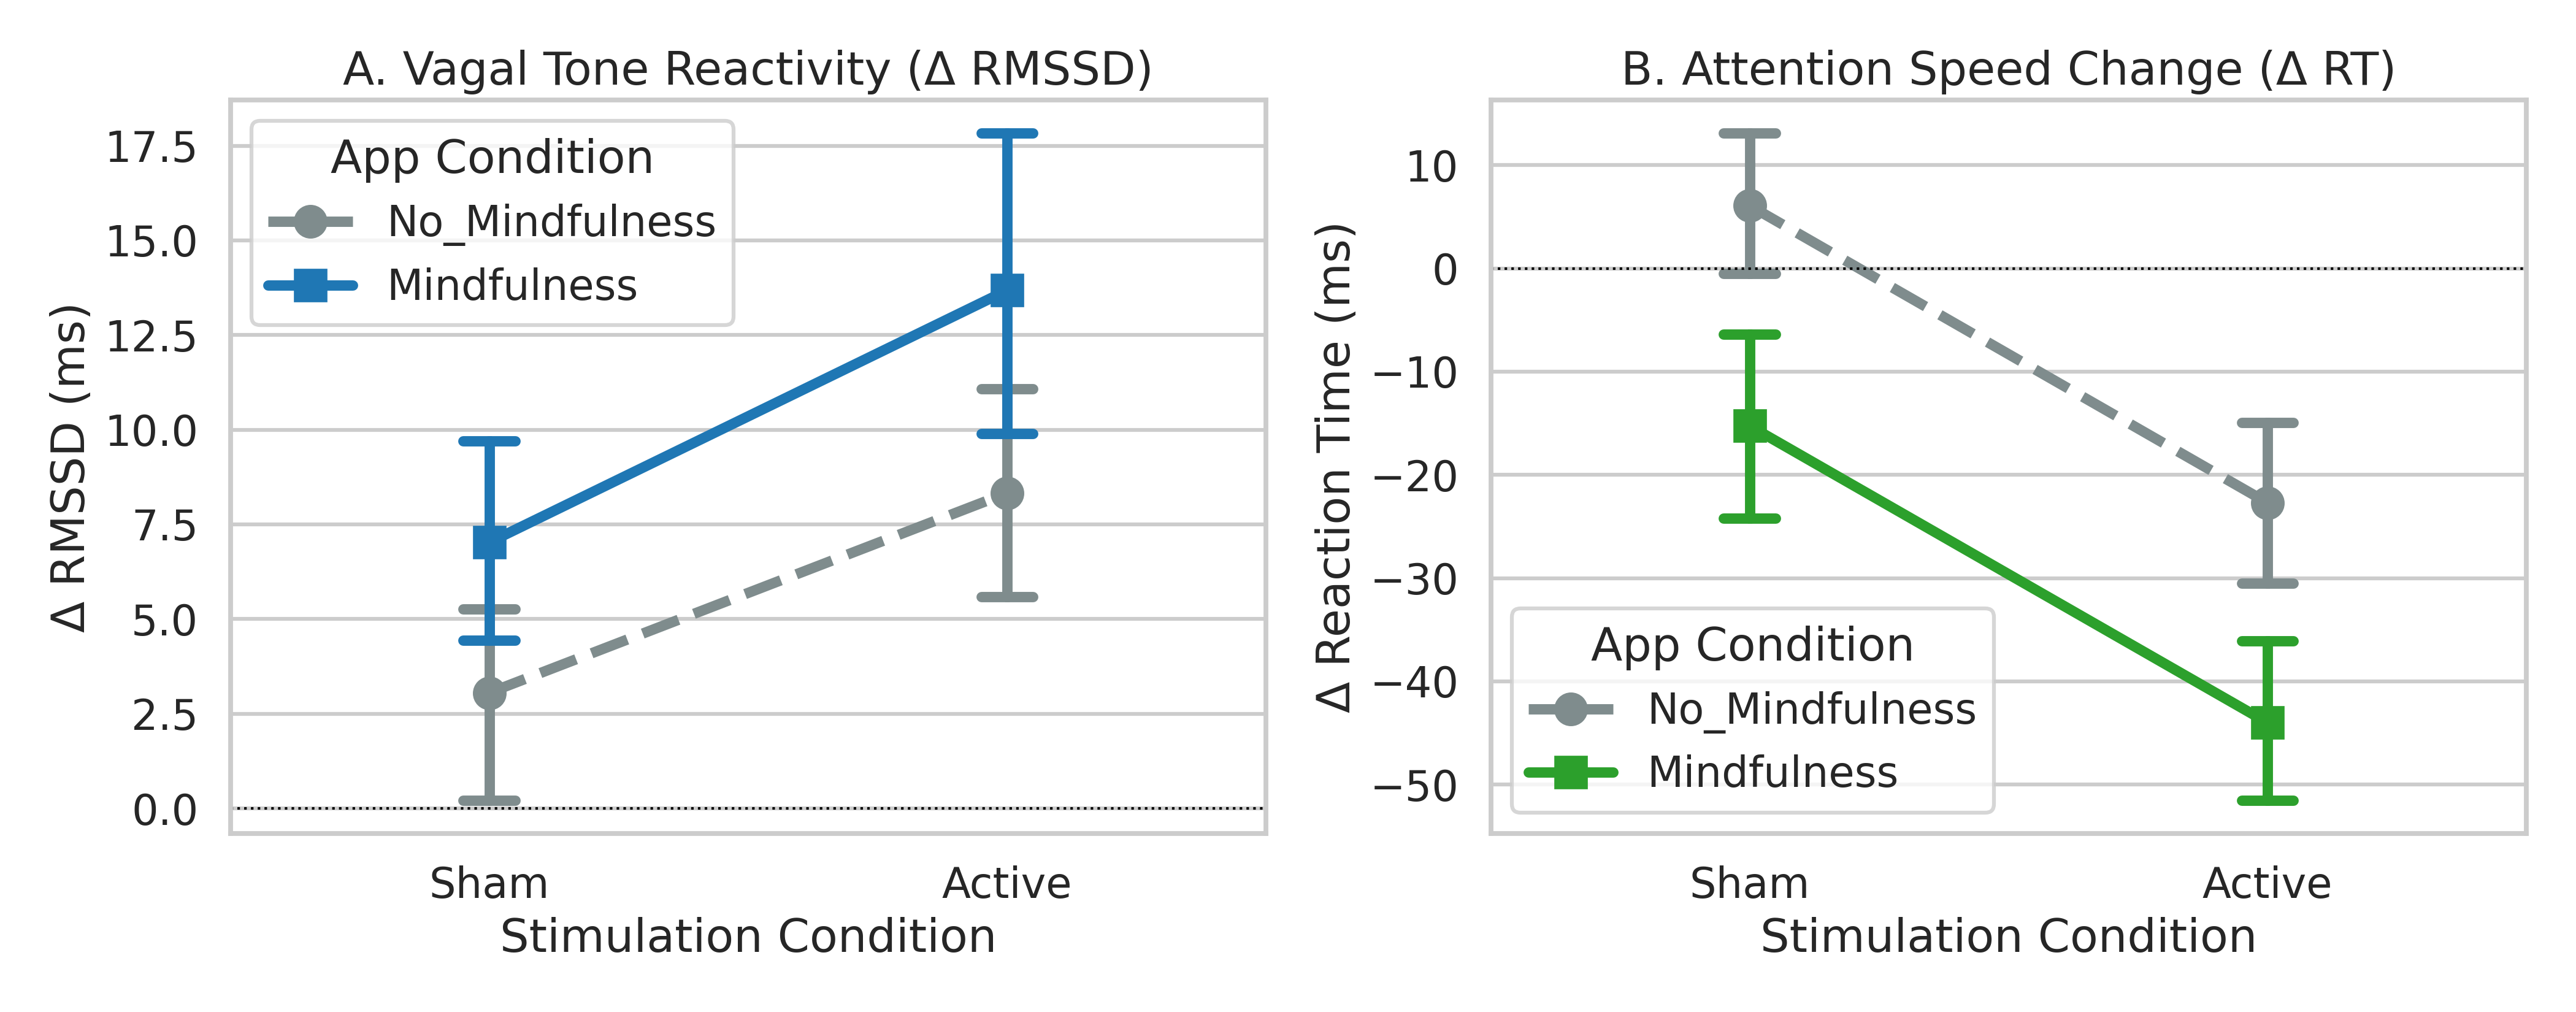 A. Vagal Tone Reactivity (Δ RMSSD)
Δ RMSSD (ms)
17.5
15.0
12.5
10.0
7.5
5.0
2.5
0.0
App Condition
No_Mindfulness
Mindfulness
Sham
Active
Stimulation Condition
B. Attention Speed Change (Δ RT)
Δ Reaction Time (ms)
10
0
−10
−20
−30
−40
−50
App Condition
No_Mindfulness
Mindfulness
Sham
Active
Stimulation Condition